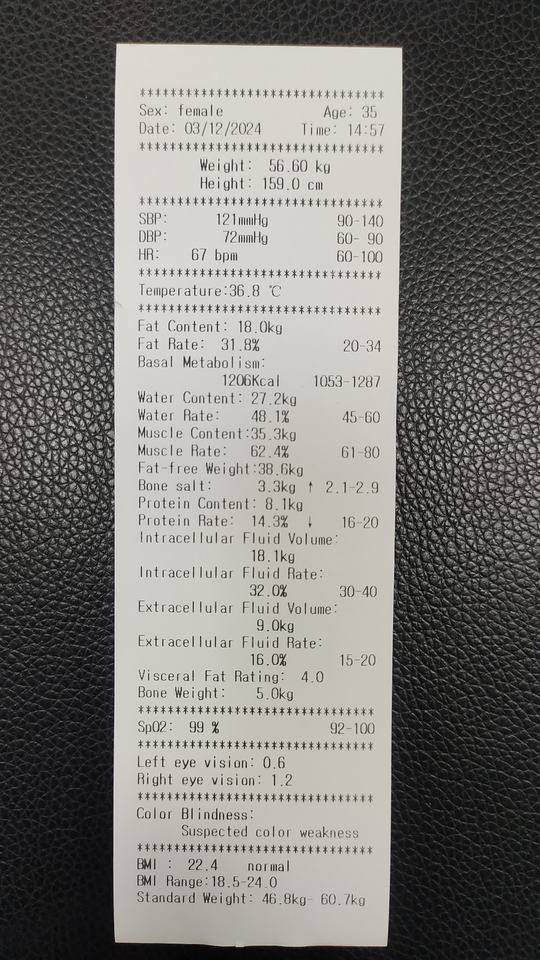 ********************************
Sex: female Age: 35
Date: 03/12/2024 Time: 14:57
********************************
Weight: 56.60 kg
Height: 159.0 cm
********************************
SBP: 121mmHg 90-140
DBP: 72mmHg 60- 90
HR: 67 bpm 60-100
********************************
Temperature:36.8 ℃
********************************
Fat Content: 18.0kg
Fat Rate: 31.8% 20-34
Basal Metabolism:
1206Kcal 1053-1287
Water Content: 27.2kg
Water Rate: 48.1% 45-60
Muscle Content:35.3kg
Muscle Rate: 62.4% 61-80
Fat-free Weight:38.6kg
Bone salt: 3.3kg ↑ 2.1-2.9
Protein Content: 8.1kg
Protein Rate: 14.3% ↓ 16-20
Intracellular Fluid Volume:
18.1kg
Intracellular Fluid Rate:
32.0% 30-40
Extracellular Fluid Volume:
9.0kg
Extracellular Fluid Rate:
16.0% 15-20
Visceral Fat Rating: 4.0
Bone Weight: 5.0kg
********************************
SpO2: 99 % 92-100
********************************
Left eye vision: 0.6
Right eye vision: 1.2
********************************
Color Blindness:
Suspected color weakness
********************************
BMI : 22.4 normal
BMI Range:18.5-24.0
Standard Weight: 46.8kg- 60.7kg